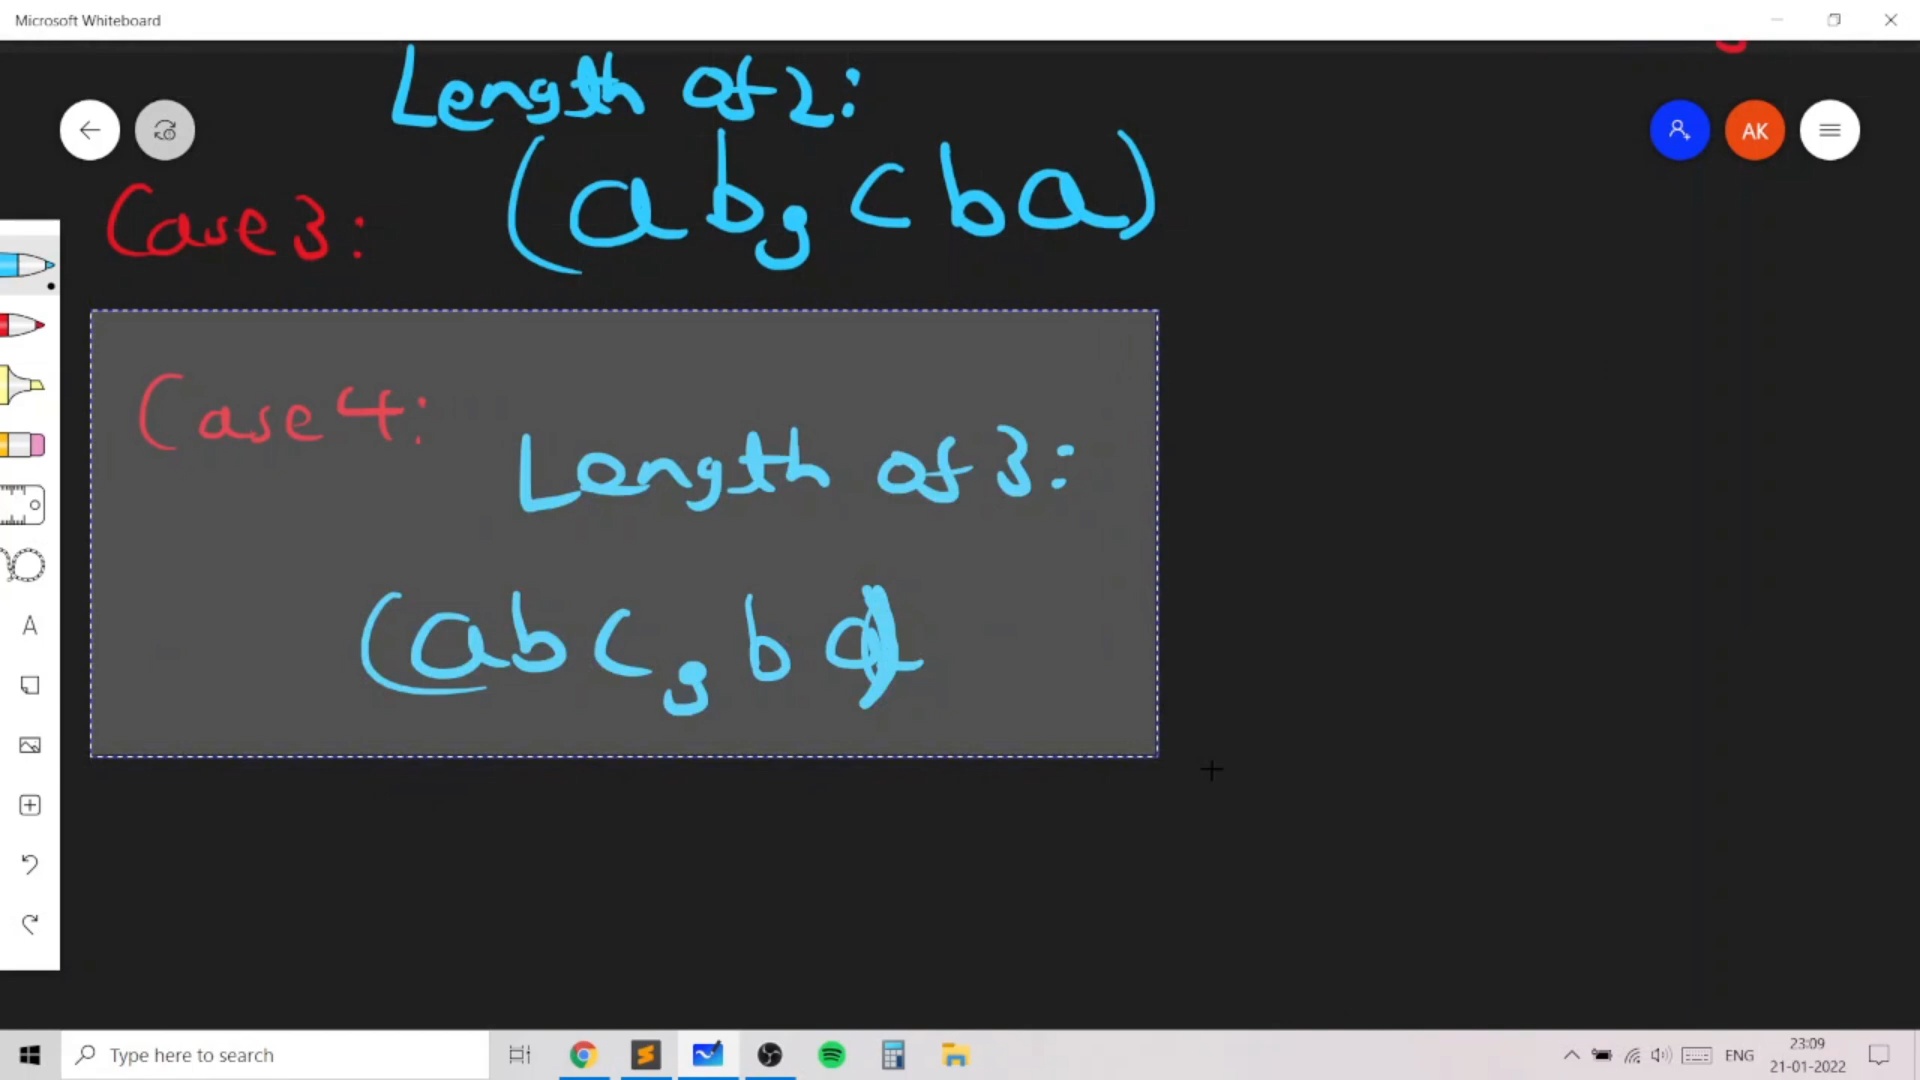 Microsoft Whiteboard
Length of 2:
AK
Case 3:
(ab, cba)
Case 4:
Length of 3:
(abc, ba)
A
Type here to search
ENG
23:09
21-01-2022